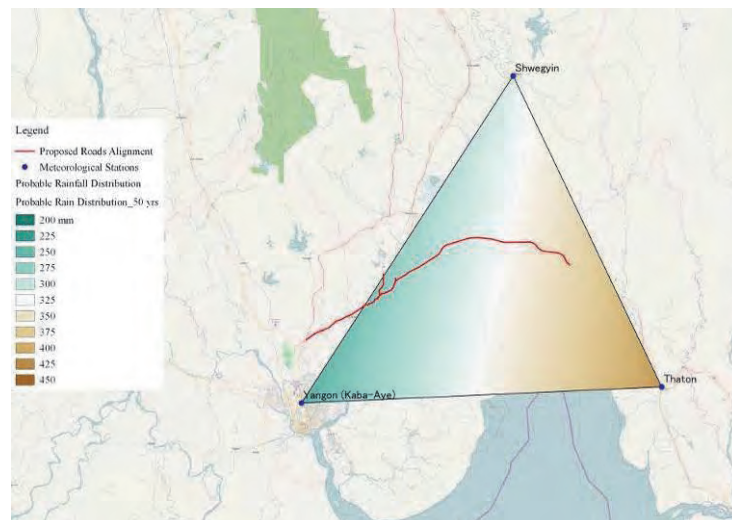 Shwegyin
Legend
Proposed Roads Alignment
Meteorological Stations
Probable Rainfall Distribution
Probable Rain Distribution_50 yrs
200 mm
225
250
275
300
325
350
375
400
425
450
Thaton
Yangon (Kaba-Aye)